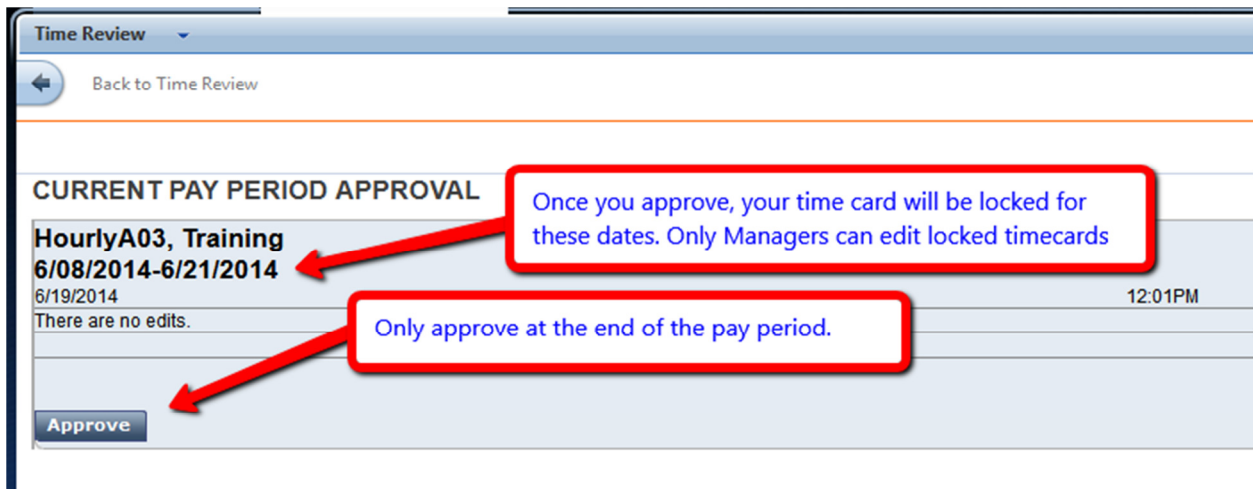 Time Review
Back to Time Review
CURRENT PAY PERIOD APPROVAL
Once you approve, your time card will be locked for
these dates. Only Managers can edit locked timecards
HourlyA03, Training
6/08/2014-6/21/2014
6/19/2014 12:01PM
There are no edits.
Only approve at the end of the pay period.
Approve